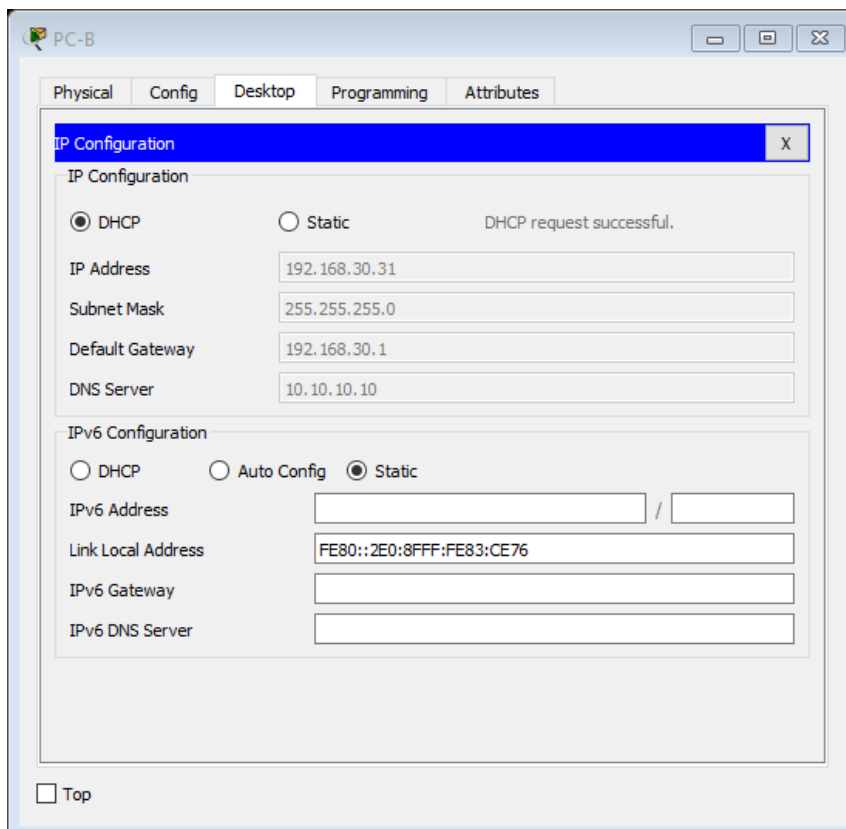 PC-B
Physical Config Desktop Programming Attributes
IP Configuration X
IP Configuration
DHCP Static DHCP request successful.
IP Address 192.168.30.31
Subnet Mask 255.255.255.0
Default Gateway 192.168.30.1
DNS Server 10.10.10.10
IPv6 Configuration
DHCP Auto Config Static
IPv6 Address /
Link Local Address FE80::2E0:8FFF:FE83:CE76
IPv6 Gateway
IPv6 DNS Server
Top